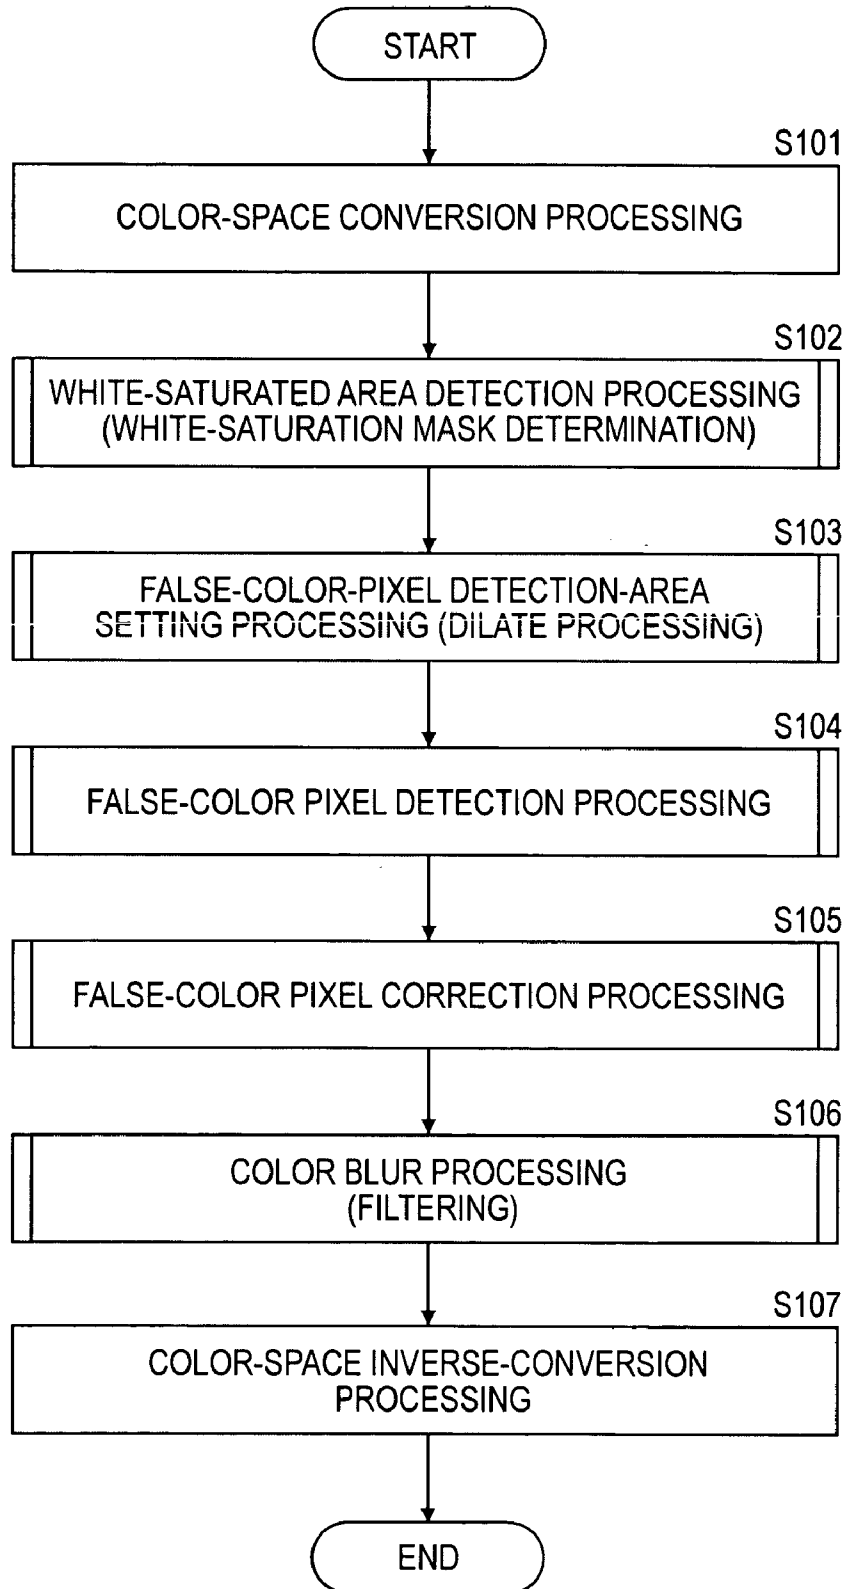 START
S101
COLOR-SPACE CONVERSION PROCESSING
S102
WHITE-SATURATED AREA DETECTION PROCESSING
(WHITE-SATURATION MASK DETERMINATION)
S103
FALSE-COLOR-PIXEL DETECTION-AREA
SETTING PROCESSING (DILATE PROCESSING)
S104
FALSE-COLOR PIXEL DETECTION PROCESSING
S105
FALSE-COLOR PIXEL CORRECTION PROCESSING
S106
COLOR BLUR PROCESSING
(FILTERING)
S107
COLOR-SPACE INVERSE-CONVERSION
PROCESSING
END